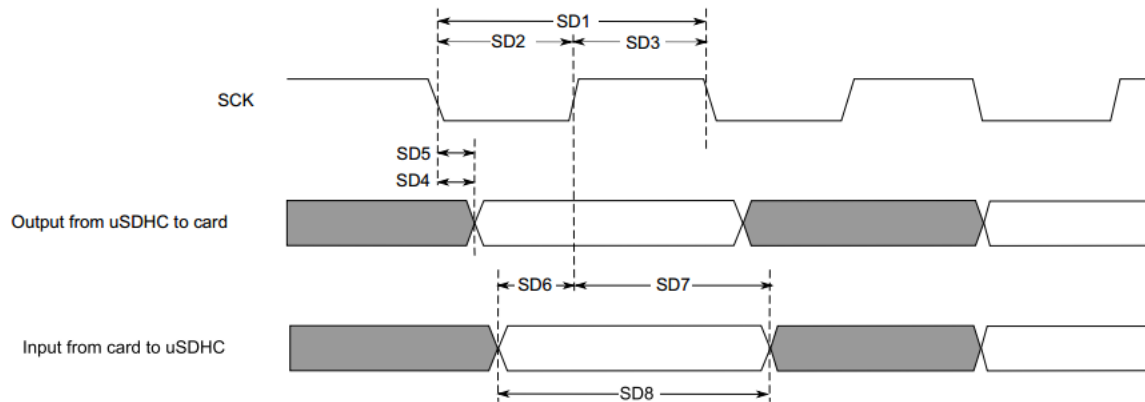 SD1
SD2 SD3
SCK
SD5
SD4
Output from uSDHC to card
SD6 SD7
Input from card to uSDHC
SD8